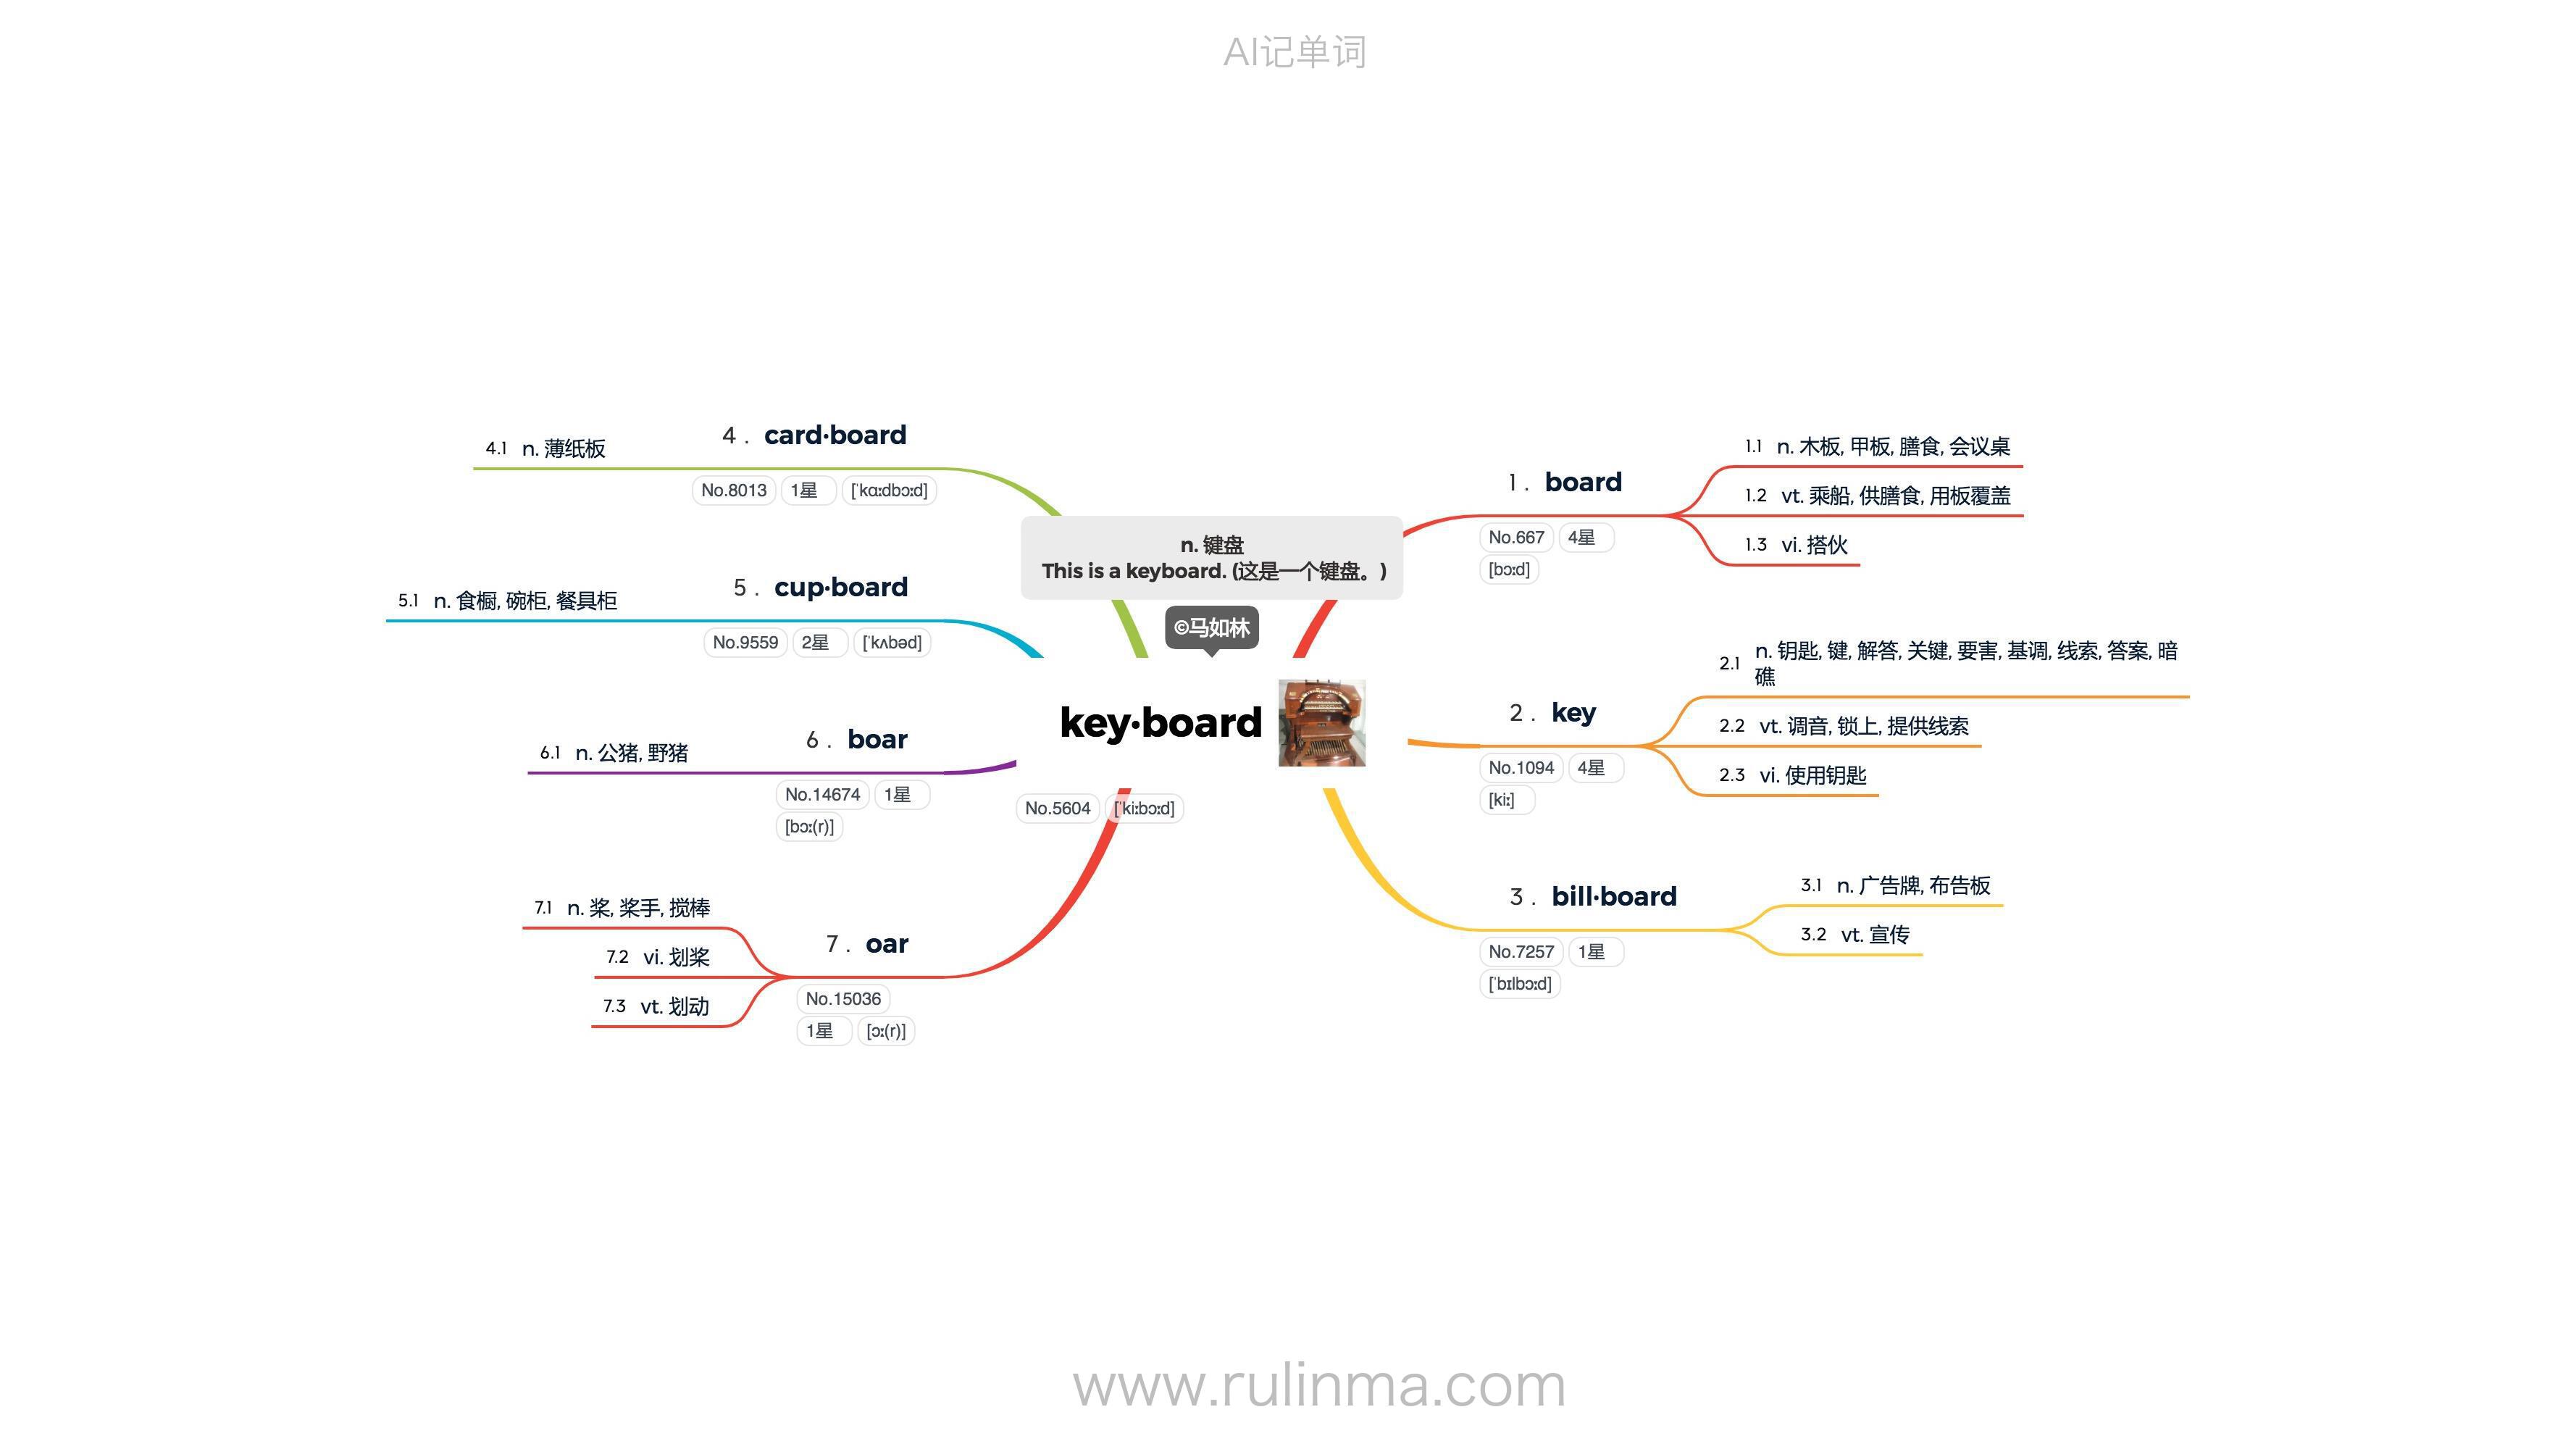 AI记单词
n. 键盘
This is a keyboard. (这是一个键盘。)
©马如林
key·board
No.5604 [ˈkiːbɔːd]
1 . board
No.667 4星
[bɔːd]
1.1 n. 木板, 甲板, 膳食, 会议桌
1.2 vt. 乘船, 供膳食, 用板覆盖
1.3 vi. 搭伙
2 . key
No.1094 4星
[kiː]
2.1 n. 钥匙, 键, 解答, 关键, 要害, 基调, 线索, 答案, 暗
礁
2.2 vt. 调音, 锁上, 提供线索
2.3 vi. 使用钥匙
3 . bill·board
No.7257 1星
[ˈbɪlbɔːd]
3.1 n. 广告牌, 布告板
3.2 vt. 宣传
4 . card·board
No.8013 1星 [ˈkɑːdbɔːd]
4.1 n. 薄纸板
5 . cup·board
No.9559 2星 [ˈkʌbəd]
5.1 n. 食橱, 碗柜, 餐具柜
6 . boar
No.14674 1星
[bɔː(r)]
6.1 n. 公猪, 野猪
7 . oar
No.15036
1星 [ɔː(r)]
7.1 n. 桨, 桨手, 搅棒
7.2 vi. 划桨
7.3 vt. 划动
www.rulinma.com